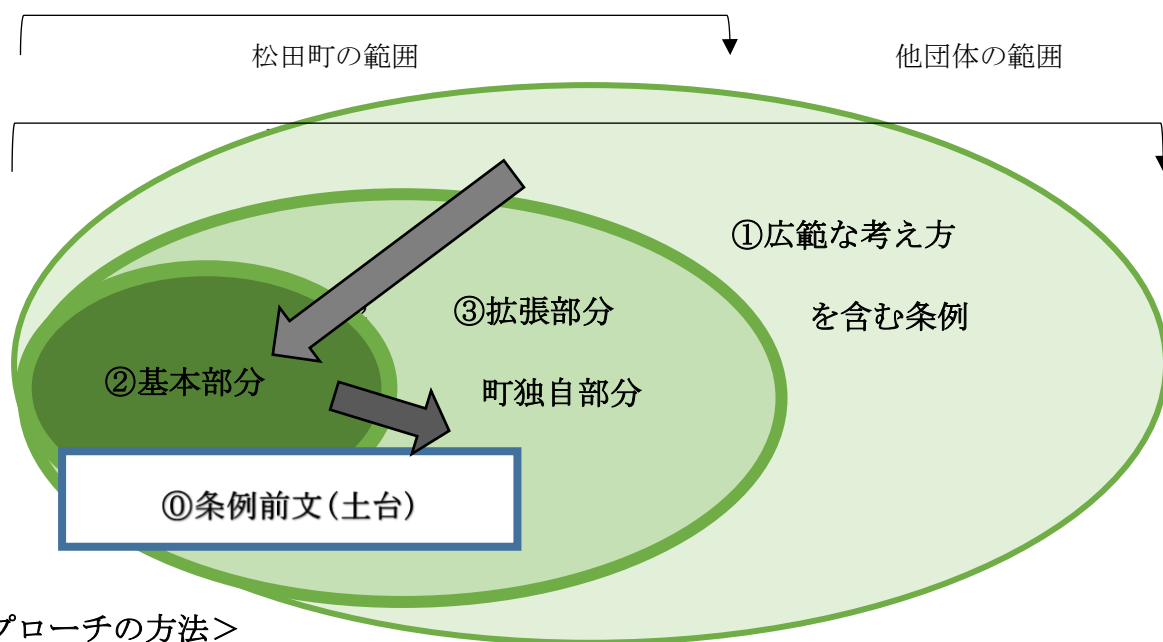 松田町の範囲
他団体の範囲
①広範な考え方
を含む条例
③拡張部分
町独自部分
②基本部分
⓪条例前文(土台)
プローチの方法＞